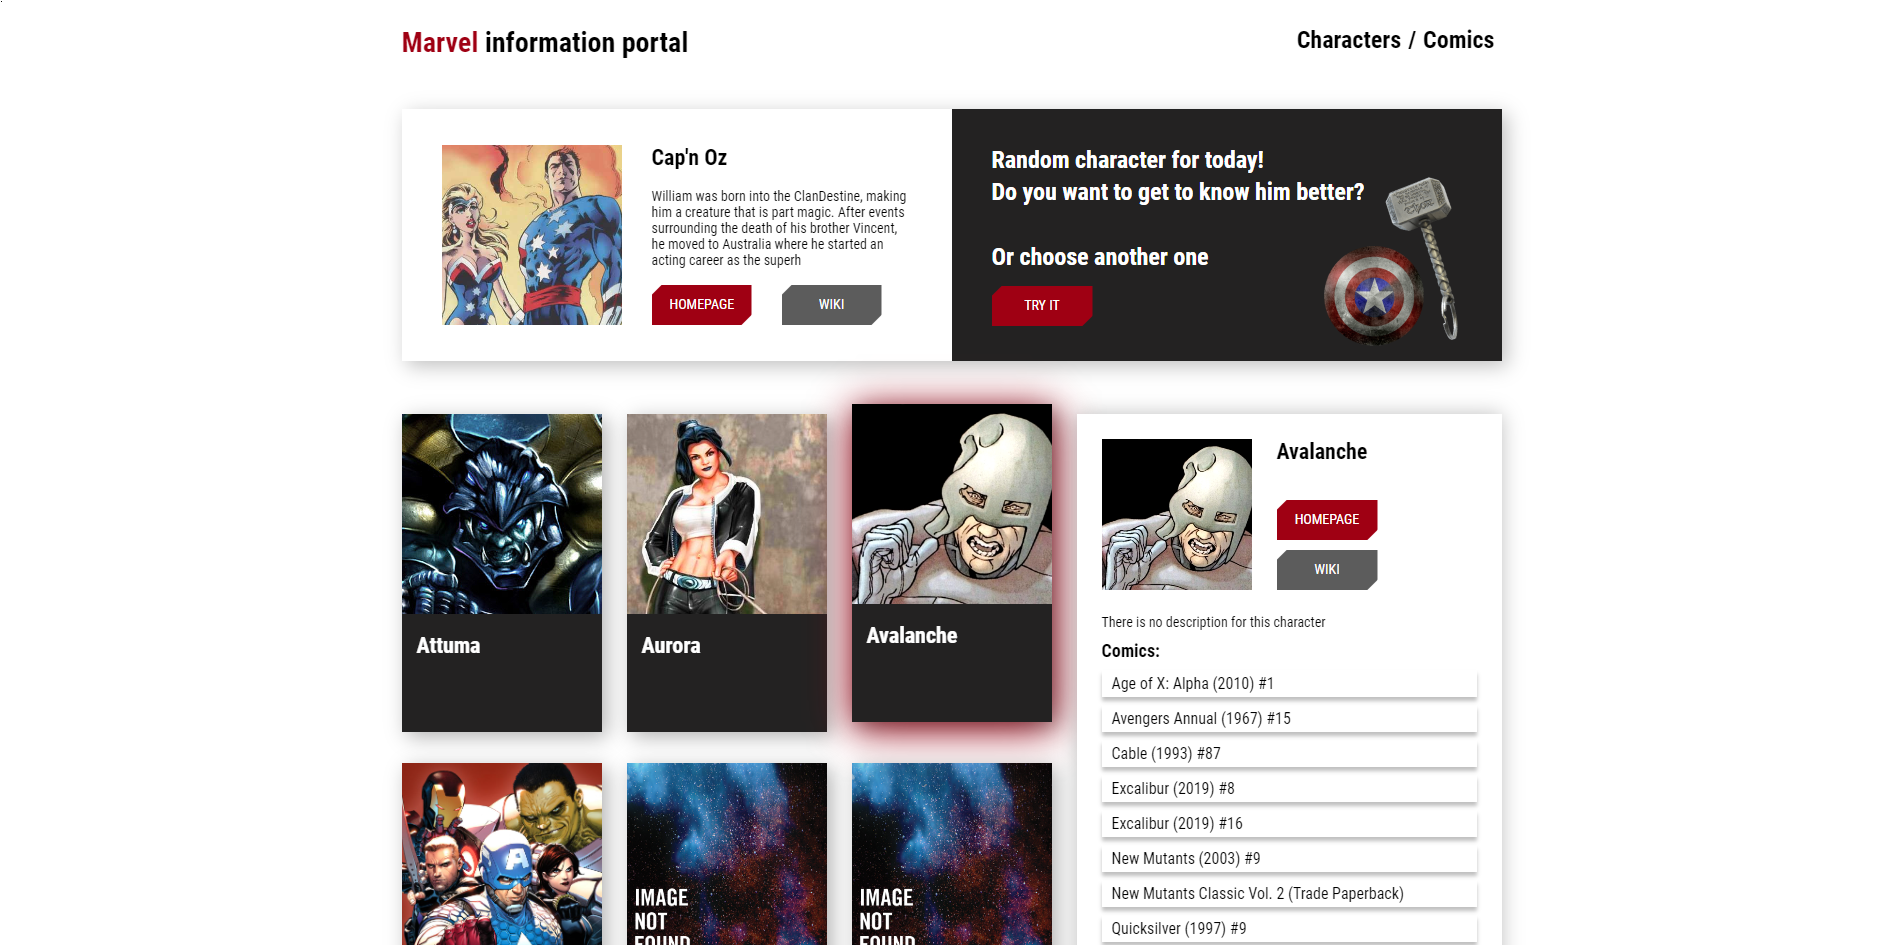 Marvel information portal
Characters / Comics
Cap'n Oz
William was born into the ClanDestine, making
him a creature that is part magic. After events
surrounding the death of his brother Vincent,
he moved to Australia where he started an
acting career as the superh
HOMEPAGE
WIKI
Random character for today!
Do you want to get to know him better?
Or choose another one
TRY IT
Attuma
Aurora
Avalanche
IMAGE
NOT
FOUND
IMAGE
NOT
FOUND
Avalanche
HOMEPAGE
WIKI
There is no description for this character
Comics:
Age of X: Alpha (2010) #1
Avengers Annual (1967) #15
Cable (1993) #87
Excalibur (2019) #8
Excalibur (2019) #16
New Mutants (2003) #9
New Mutants Classic Vol. 2 (Trade Paperback)
Quicksilver (1997) #9